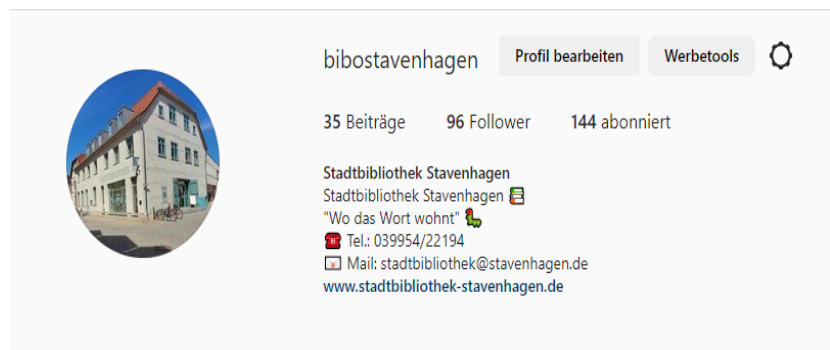 bibostavenhagen Profil bearbeiten Werbetools
35 Beiträge 96 Follower 144 abonniert
Stadtbibliothek Stavenhagen
Stadtbibliothek Stavenhagen 📚
"Wo das Wort wohnt" 🐛
☎️ Tel.: 039954/22194
📧 Mail: stadtbibliothek@stavenhagen.de
www.stadtbibliothek-stavenhagen.de